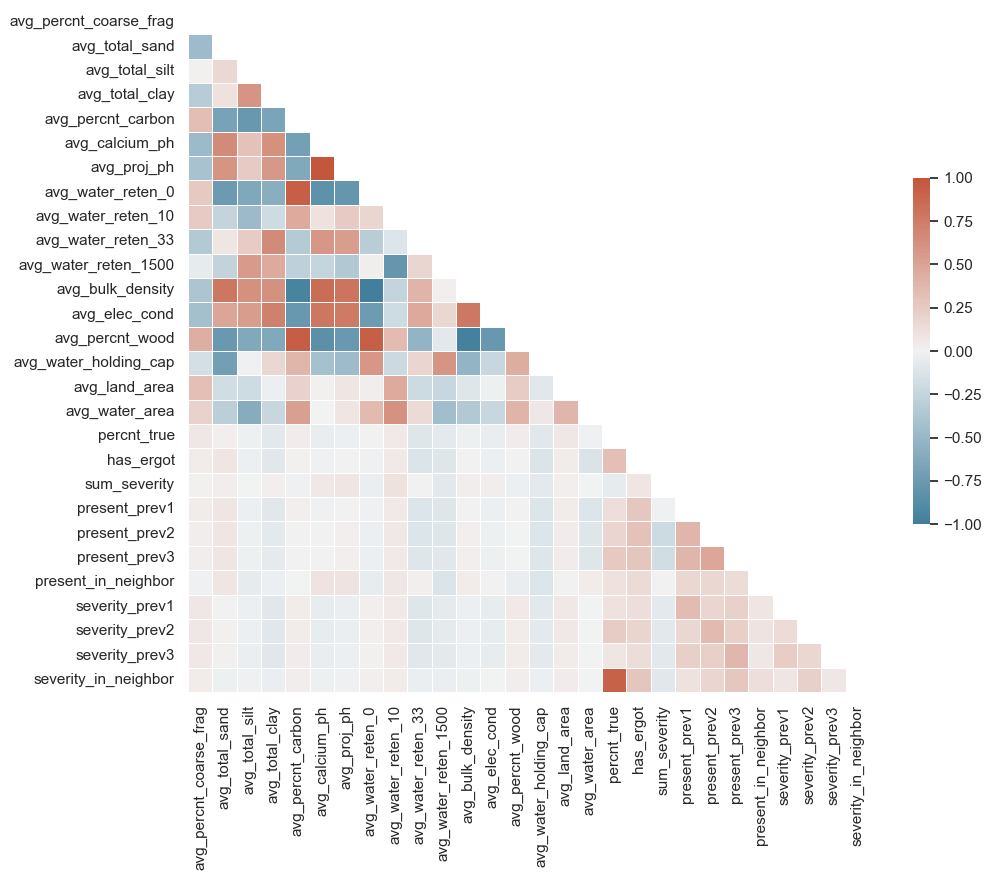 avg_percnt_coarse_frag
avg_total_sand
avg_total_silt
avg_total_clay
avg_percnt_carbon
avg_calcium_ph
avg_proj_ph
avg_water_reten_0
avg_water_reten_10
avg_water_reten_33
avg_water_reten_1500
avg_bulk_density
avg_elec_cond
avg_percnt_wood
avg_water_holding_cap
avg_land_area
avg_water_area
percnt_true
has_ergot
sum_severity
present_prev1
present_prev2
present_prev3
present_in_neighbor
severity_prev1
severity_prev2
severity_prev3
severity_in_neighbor
1.00
0.75
0.50
0.25
0.00
−0.25
−0.50
−0.75
−1.00
avg_percnt_coarse_frag
avg_total_sand
avg_total_silt
avg_total_clay
avg_percnt_carbon
avg_calcium_ph
avg_proj_ph
avg_water_reten_0
avg_water_reten_10
avg_water_reten_33
avg_water_reten_1500
avg_bulk_density
avg_elec_cond
avg_percnt_wood
avg_water_holding_cap
avg_land_area
avg_water_area
percnt_true
has_ergot
sum_severity
present_prev1
present_prev2
present_prev3
present_in_neighbor
severity_prev1
severity_prev2
severity_prev3
severity_in_neighbor